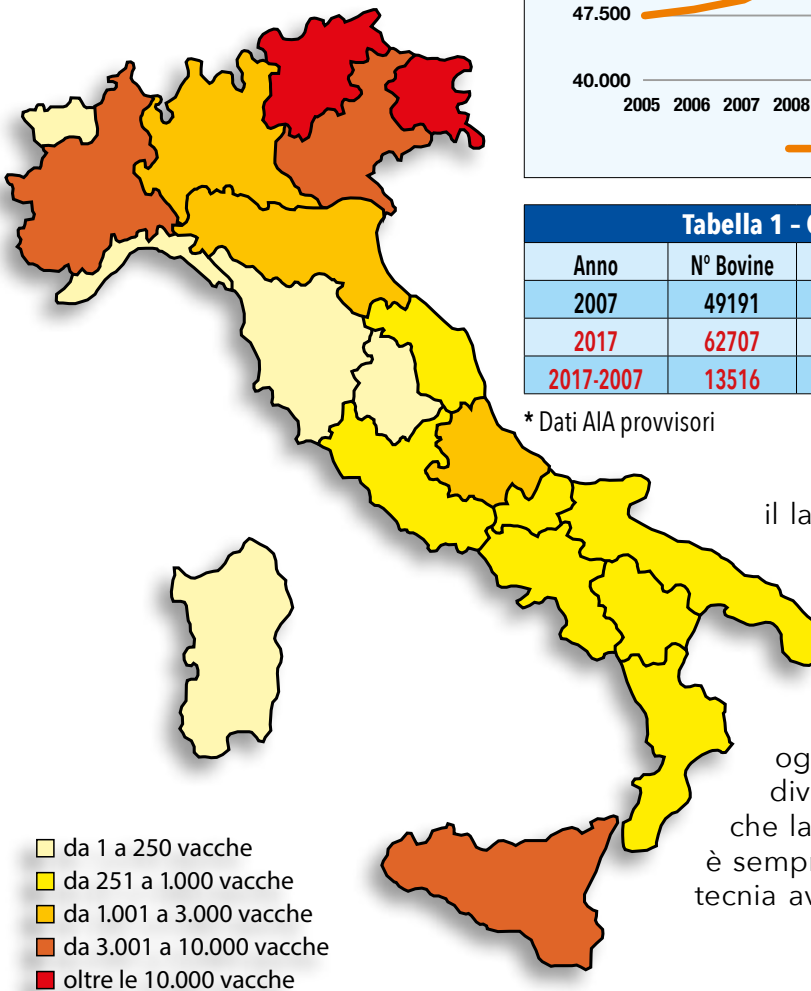 47.500
40.000
2005 2006 2007 2008
Tabella 1 –
Anno N° Bovine
2007 49191
2017 62707
2017-2007 13516
* Dati AIA provvisori
il la
og
div
che la
è sempr
tecnia av
da 1 a 250 vacche
da 251 a 1.000 vacche
da 1.001 a 3.000 vacche
da 3.001 a 10.000 vacche
oltre le 10.000 vacche